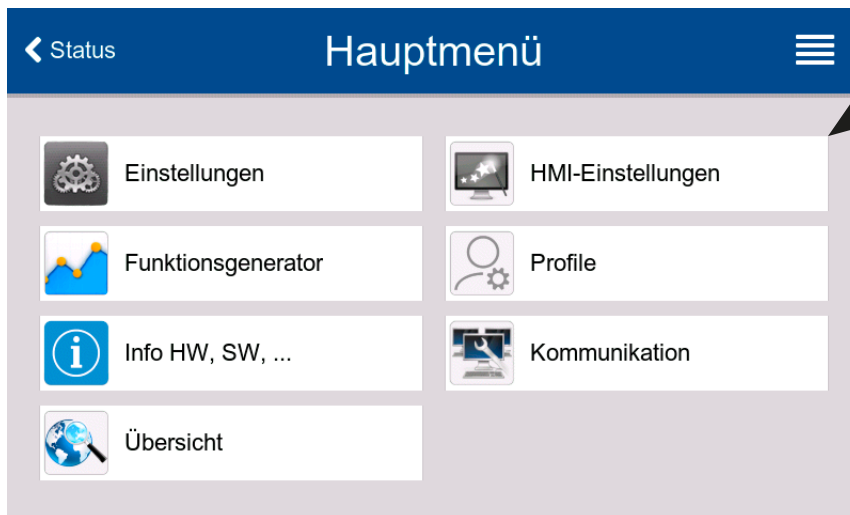 Status
Hauptmenü
Einstellungen
HMI-Einstellungen
Funktionsgenerator
Profile
Info HW, SW, ...
Kommunikation
Übersicht